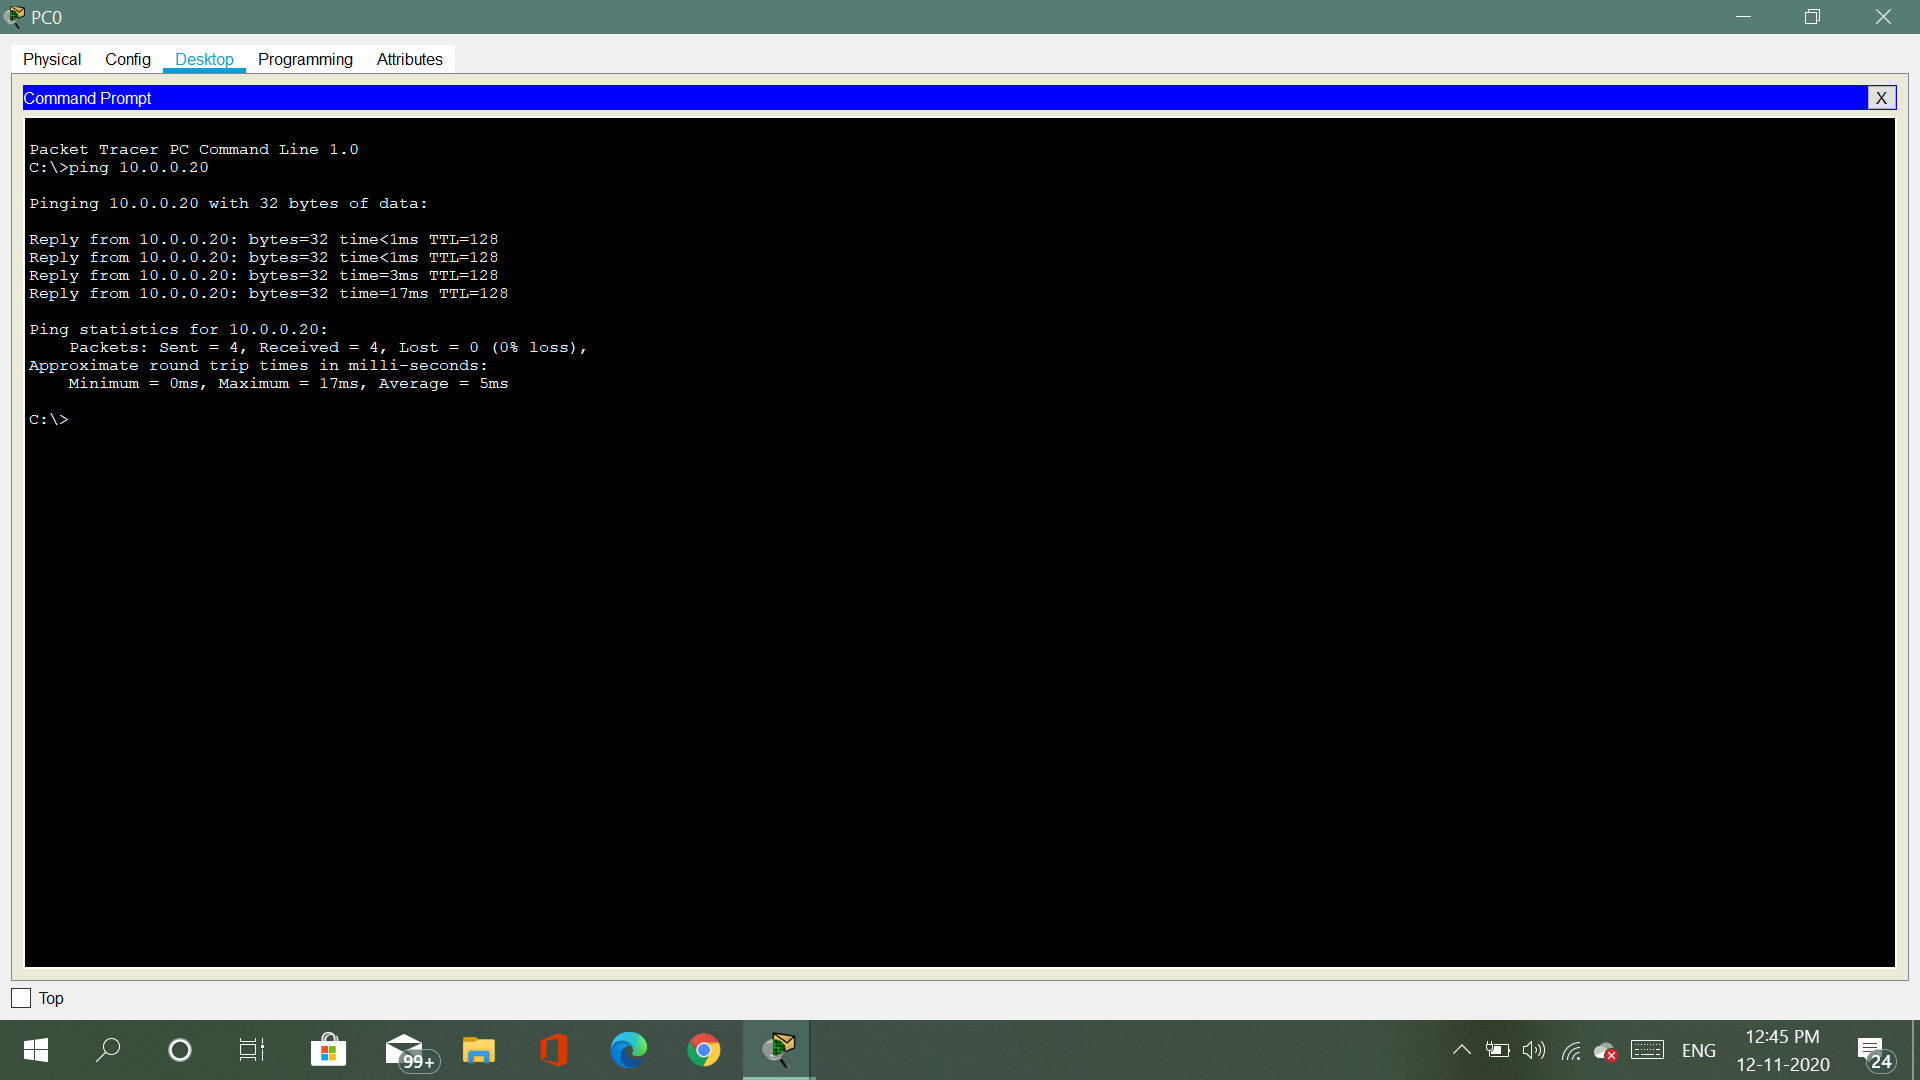 PC0
Physical Config Desktop Programming Attributes
Command Prompt X
Packet Tracer PC Command Line 1.0
C:\>ping 10.0.0.20
Pinging 10.0.0.20 with 32 bytes of data:
Reply from 10.0.0.20: bytes=32 time<1ms TTL=128
Reply from 10.0.0.20: bytes=32 time<1ms TTL=128
Reply from 10.0.0.20: bytes=32 time=3ms TTL=128
Reply from 10.0.0.20: bytes=32 time=17ms TTL=128
Ping statistics for 10.0.0.20:
    Packets: Sent = 4, Received = 4, Lost = 0 (0% loss),
Approximate round trip times in milli-seconds:
    Minimum = 0ms, Maximum = 17ms, Average = 5ms
C:\>
Top
99+
ENG
12:45 PM
12-11-2020
24